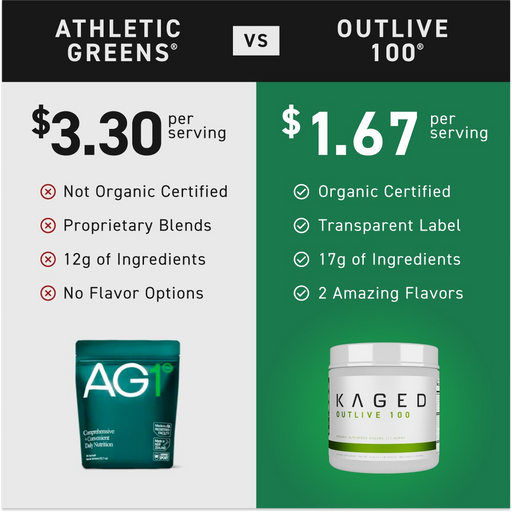 ATHLETIC
GREENS®
VS
OUTLIVE
100®
$3.30 per
serving
$1.67 per
serving
Not Organic Certified
Proprietary Blends
12g of Ingredients
No Flavor Options
Organic Certified
Transparent Label
17g of Ingredients
2 Amazing Flavors
AG1
Comprehensive
+ Convenient
Daily Nutrition
KAGED
OUTLIVE 100